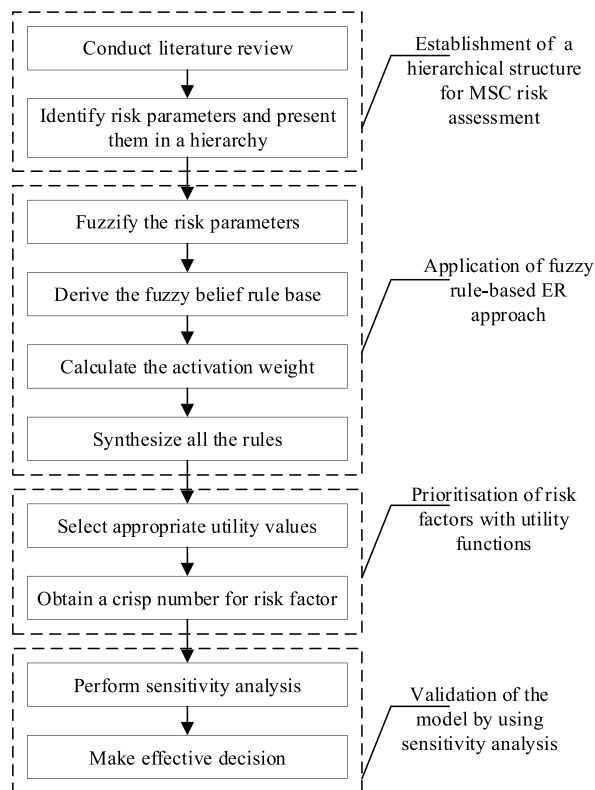 Conduct literature review
Identify risk parameters and present
them in a hierarchy
Establishment of a
hierarchical structure
for MSC risk
assessment
Fuzzify the risk parameters
Derive the fuzzy belief rule base
Calculate the activation weight
Synthesize all the rules
Application of fuzzy
rule-based ER
approach
Select appropriate utility values
Obtain a crisp number for risk factor
Prioritisation of risk
factors with utility
functions
Perform sensitivity analysis
Make effective decision
Validation of the
model by using
sensitivity analysis